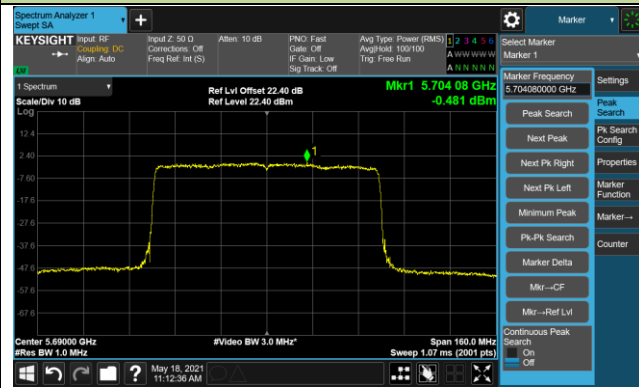 Spectrum Analyzer 1
Swept SA
Marker
KEYSIGHT
Input: RF
Coupling: DC
Align: Auto
Input Z: 50 Ω
Corrections: Off
Freq Ref: Int (S)
Atten: 10 dB
PNO: Fast
Gate: Off
IF Gain: Low
Sig Track: Off
Avg Type: Power (RMS)
Avg|Hold: 100/100
Trig: Free Run
1 2 3 4 5 6
A W W W W W
A N N N N N
Select Marker
Marker 1
1 Spectrum
Scale/Div 10 dB
Log
Ref Lvl Offset 22.40 dB
Ref Level 22.40 dBm
Mkr1 5.704 08 GHz
-0.481 dBm
1
12.4
2.40
-7.60
-17.6
-27.6
-37.6
-47.6
-57.6
-67.6
Center 5.69000 GHz
#Res BW 1.0 MHz
#Video BW 3.0 MHz*
Span 160.0 MHz
Sweep 1.07 ms (2001 pts)
Marker Frequency
5.704080000 GHz
Peak Search
Next Peak
Next Pk Right
Next Pk Left
Minimum Peak
Pk-Pk Search
Marker Delta
Mkr→CF
Mkr→Ref Lvl
Continuous Peak
Search
On
Off
Settings
Peak
Search
Pk Search
Config
Properties
Marker
Function
Marker→
Counter
?
May 18, 2021
11:12:36 AM